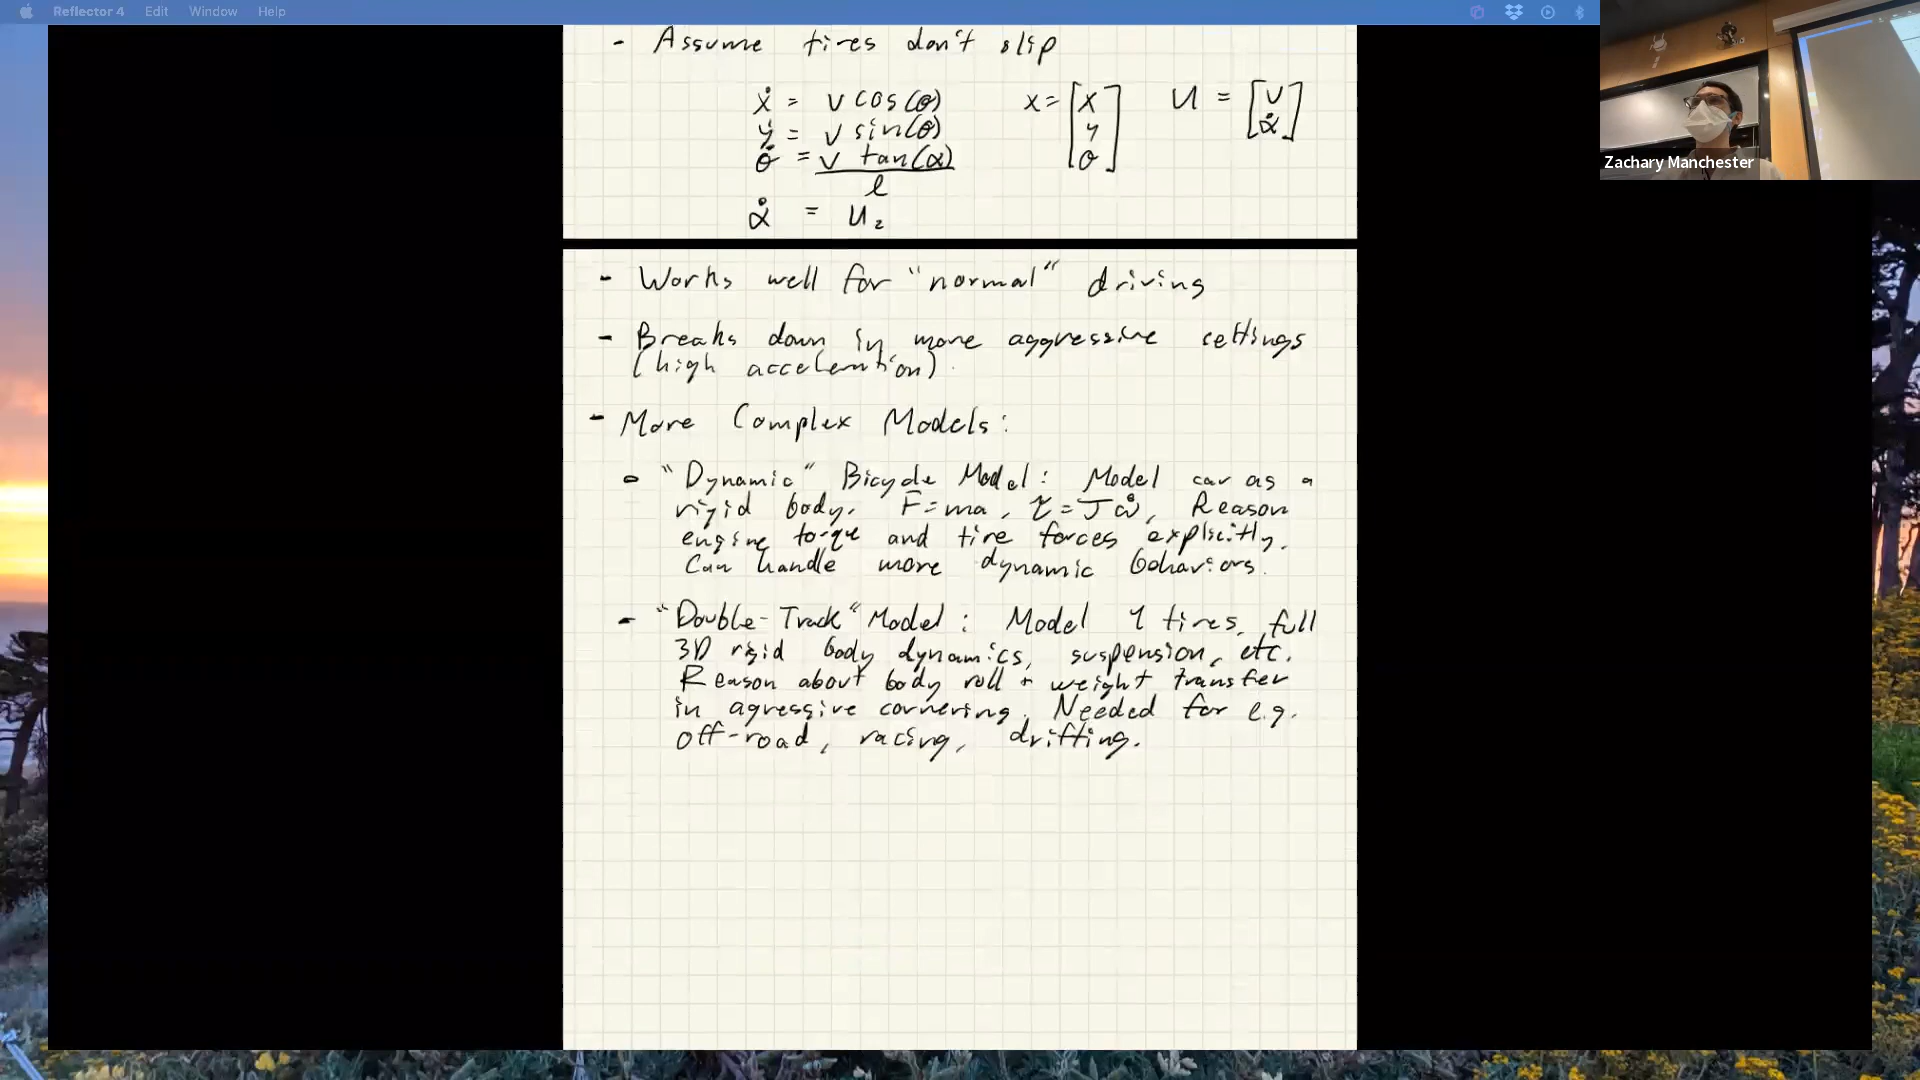 Reflector 4 Edit Window Help
- Assume tires don't slip
ẋ = v cos(θ)
ẏ = v sin(θ)
θ̇ = v tan(α) / l
α̇ = u₂
x = [x y θ] u = [v α̇]
- Works well for "normal" driving
- Breaks down in more aggressive settings
(high acceleration).
- More Complex Models:
o "Dynamic" Bicycle Model: Model car as a
rigid body. F=ma, τ=Jω̇, Reason
engine torque and tire forces explicitly.
Can handle more dynamic behaviors.
- "Double-Track" Model: Model 4 tires, full
3D rigid body dynamics, suspension, etc.
Reason about body roll + weight transfer
in agressive cornering. Needed for e.g.
off-road, racing, drifting.
Zachary Manchester